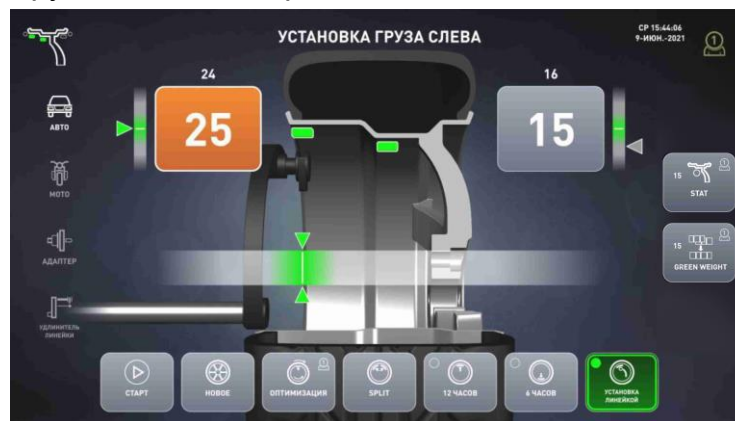 УСТАНОВКА ГРУЗА СЛЕВА
СР 15:44:06
9-ИЮН.-2021
1
24
16
25
15
АВТО
МОТО
АДАПТЕР
УДЛИНИТЕЛЬ
ЛИНЕЙКИ
15
STAT
15
GREEN WEIGHT
СТАРТ
НОВОЕ
ОПТИМИЗАЦИЯ
SPLIT
12 ЧАСОВ
6 ЧАСОВ
УСТАНОВКА
ЛИНЕЙКОЙ